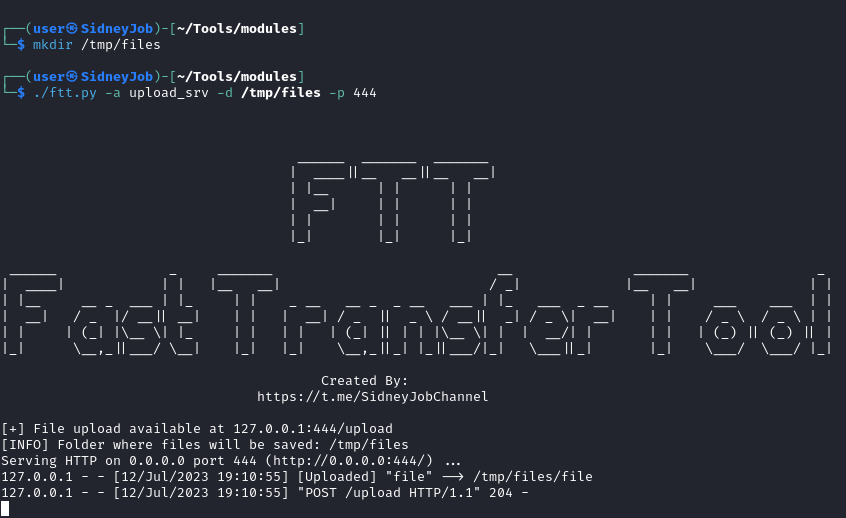 ┌──(user㉿SidneyJob)-[~/Tools/modules]
└─$ mkdir /tmp/files
┌──(user㉿SidneyJob)-[~/Tools/modules]
└─$ ./ftt.py -a upload_srv -d /tmp/files -p 444
FTT
Fast Transfer Tool
Created By:
https://t.me/SidneyJobChannel
[+] File upload available at 127.0.0.1:444/upload
[INFO] Folder where files will be saved: /tmp/files
Serving HTTP on 0.0.0.0 port 444 (http://0.0.0.0:444/) ...
127.0.0.1 - - [12/Jul/2023 19:10:55] [Uploaded] "file" --> /tmp/files/file
127.0.0.1 - - [12/Jul/2023 19:10:55] "POST /upload HTTP/1.1" 204 -